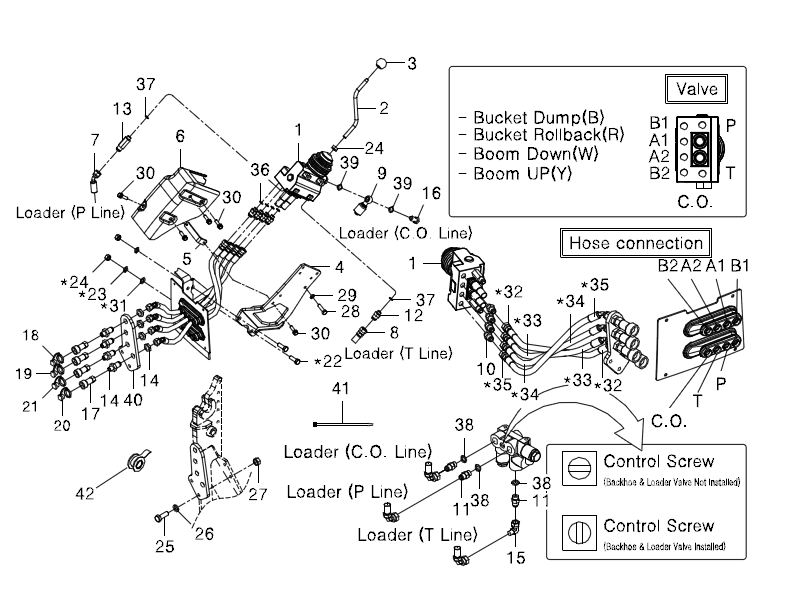 3
37
13
2
7
6
1
24
36
39
9
39
16
30
30
Loader (P Line)
Loader (C.O. Line)
5
4
*24
*23
*31
29
28
37
12
8
30
Loader (T Line)
*22
18
19
21
20
17
14
40
14
41
42
25
26
27
- Bucket Dump(B)
- Bucket Rollback(R)
- Boom Down(W)
- Boom UP(Y)
Valve
B1
A1
A2
B2
P
T
C.O.
Hose connection
B2 A2 A1 B1
1
*32
*33
*34
*35
10
*35
*34
*33
*32
P
T
C.O.
Loader (C.O. Line)
38
Loader (P Line)
11
38
Loader (T Line)
38
11
15
Control Screw
(Backhoe & Loader Valve Not Installed)
Control Screw
(Backhoe & Loader Valve Installed)